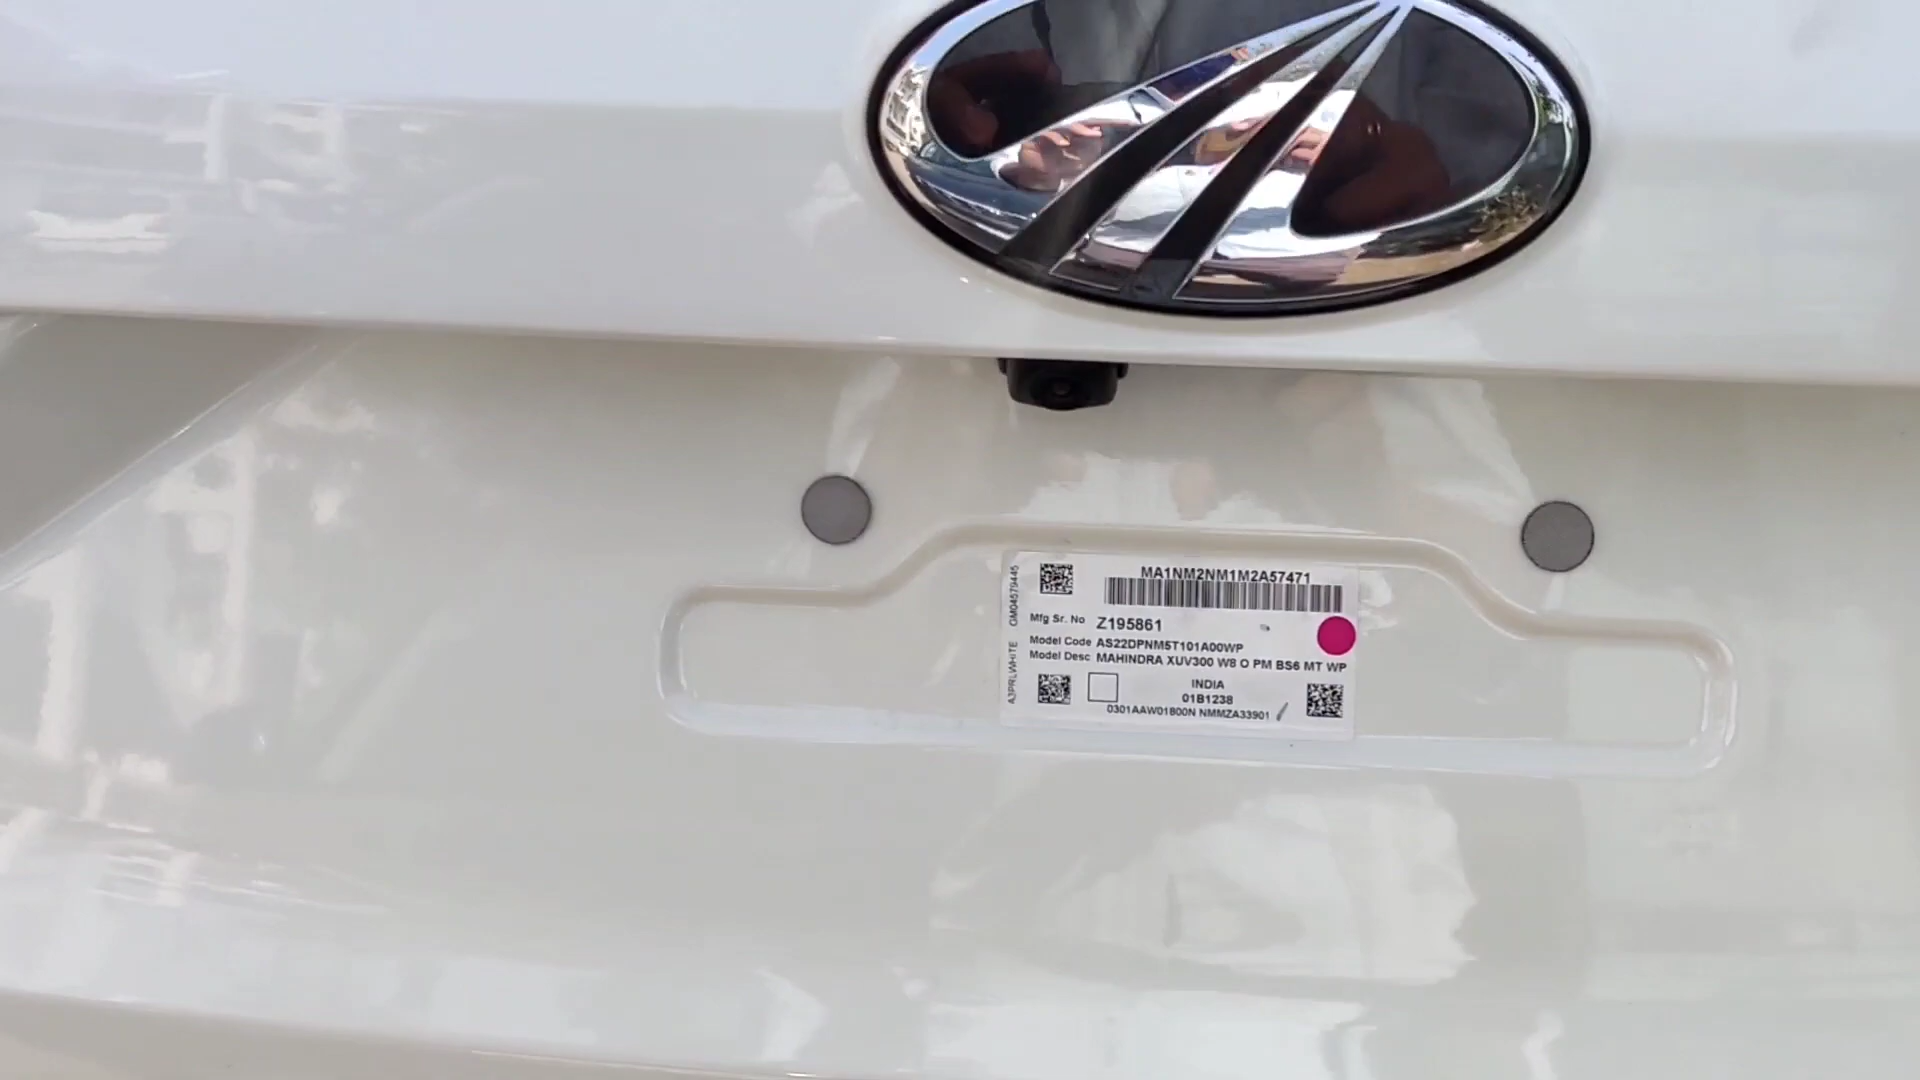 MA1NM2NM1M2A57471
Mfg Sr. No Z195861
Model Code AS22DPNM5T101A00WP
Model Desc MAHINDRA XUV300 W8 O PM BS6 MT WP
INDIA
01B1238
0301AAW01800N NMMZA33901
A3PRLWHITE GM04579445